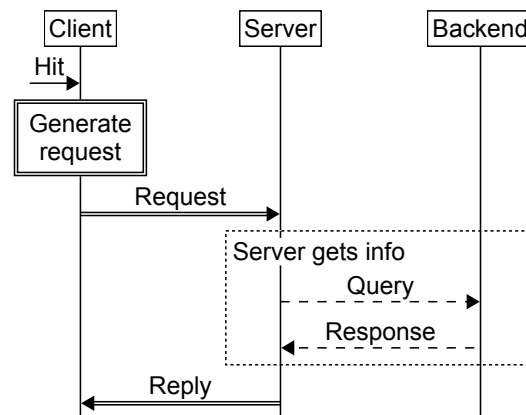 Client
Server
Backend
Hit
Generate
request
Request
Server gets info
Query
Response
Reply